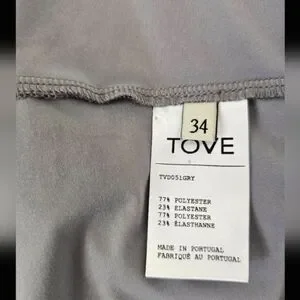 34
TOVE
TVD051GRY
77% POLYESTER
23% ELASTANE
77% POLYESTER
23% ÉLASTHANNE
MADE IN PORTUGAL
FABRIQUÉ AU PORTUGAL